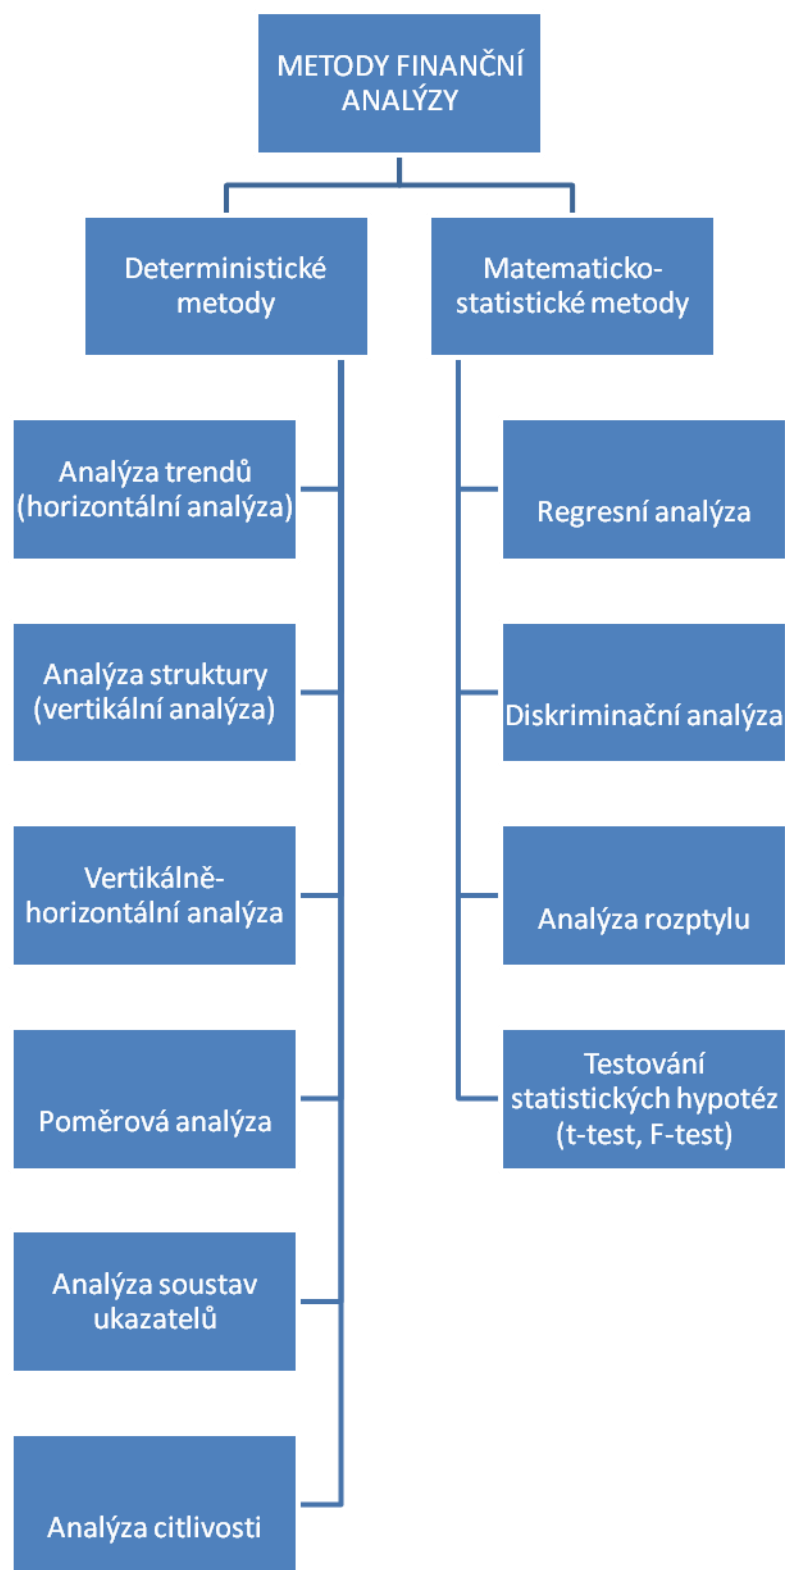 METODY FINANČNÍ
ANALÝZY
Deterministické
metody
Matematicko-
statistické metody
Analýza trendů
(horizontální analýza)
Analýza struktury
(vertikální analýza)
Vertikálně-
horizontální analýza
Poměrová analýza
Analýza soustav
ukazatelů
Analýza citlivosti
Regresní analýza
Diskriminační analýza
Analýza rozptylu
Testování
statistických hypotéz
(t-test, F-test)